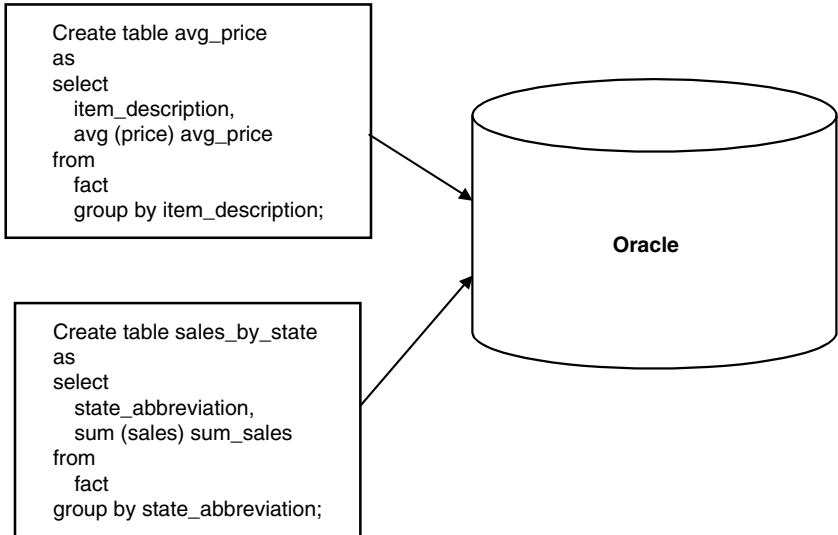 Create table avg_price
as
select
item_description,
avg (price) avg_price
from
fact
group by item_description;
Oracle
Create table sales_by_state
as
select
state_abbreviation,
sum (sales) sum_sales
from
fact
group by state_abbreviation;